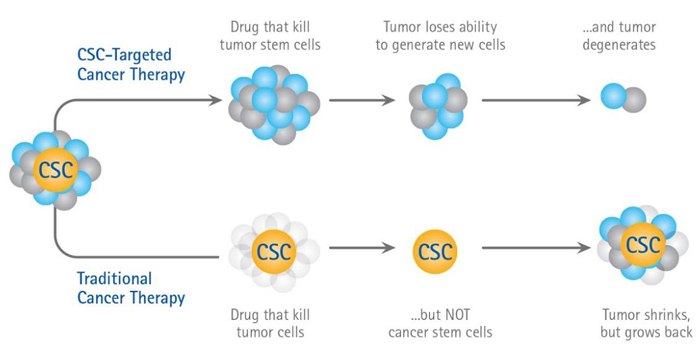 Drug that kill
tumor stem cells
Tumor loses ability
to generate new cells
...and tumor
degenerates
CSC-Targeted
Cancer Therapy
CSC
CSC
CSC
CSC
Traditional
Cancer Therapy
Drug that kill
tumor cells
...but NOT
cancer stem cells
Tumor shrinks,
but grows back